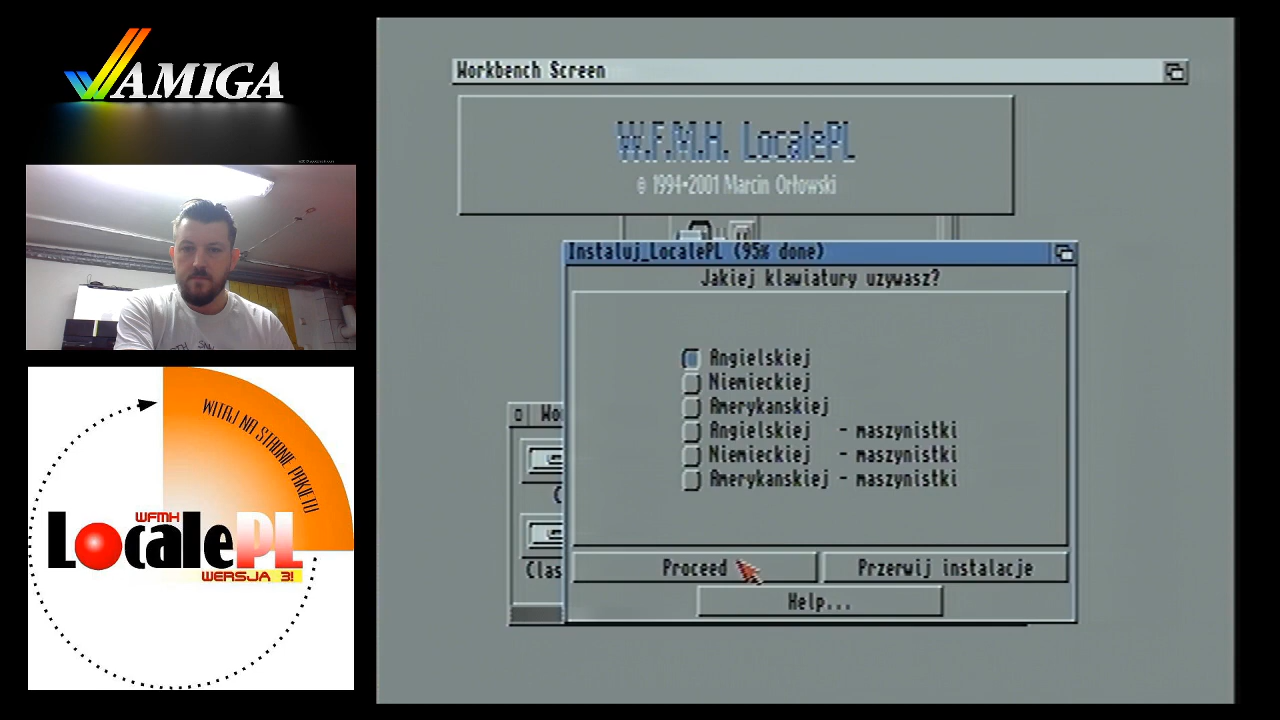 AMIGA
WITAJ NA STRONIE PAKIETU
WFMH
LocalePL
WERSJA 3!
Workbench Screen
W.F.M.H. LocalePL
© 1994•2001 Marcin Orłowski
Instaluj_LocalePL (95% done)
Jakiej klawiatury uzywasz?
Angielskiej
Niemieckiej
Amerykanskiej
Angielskiej - maszynistki
Niemieckiej - maszynistki
Amerykanskiej - maszynistki
Wo
Clas
Proceed
Przerwij instalacje
Help...